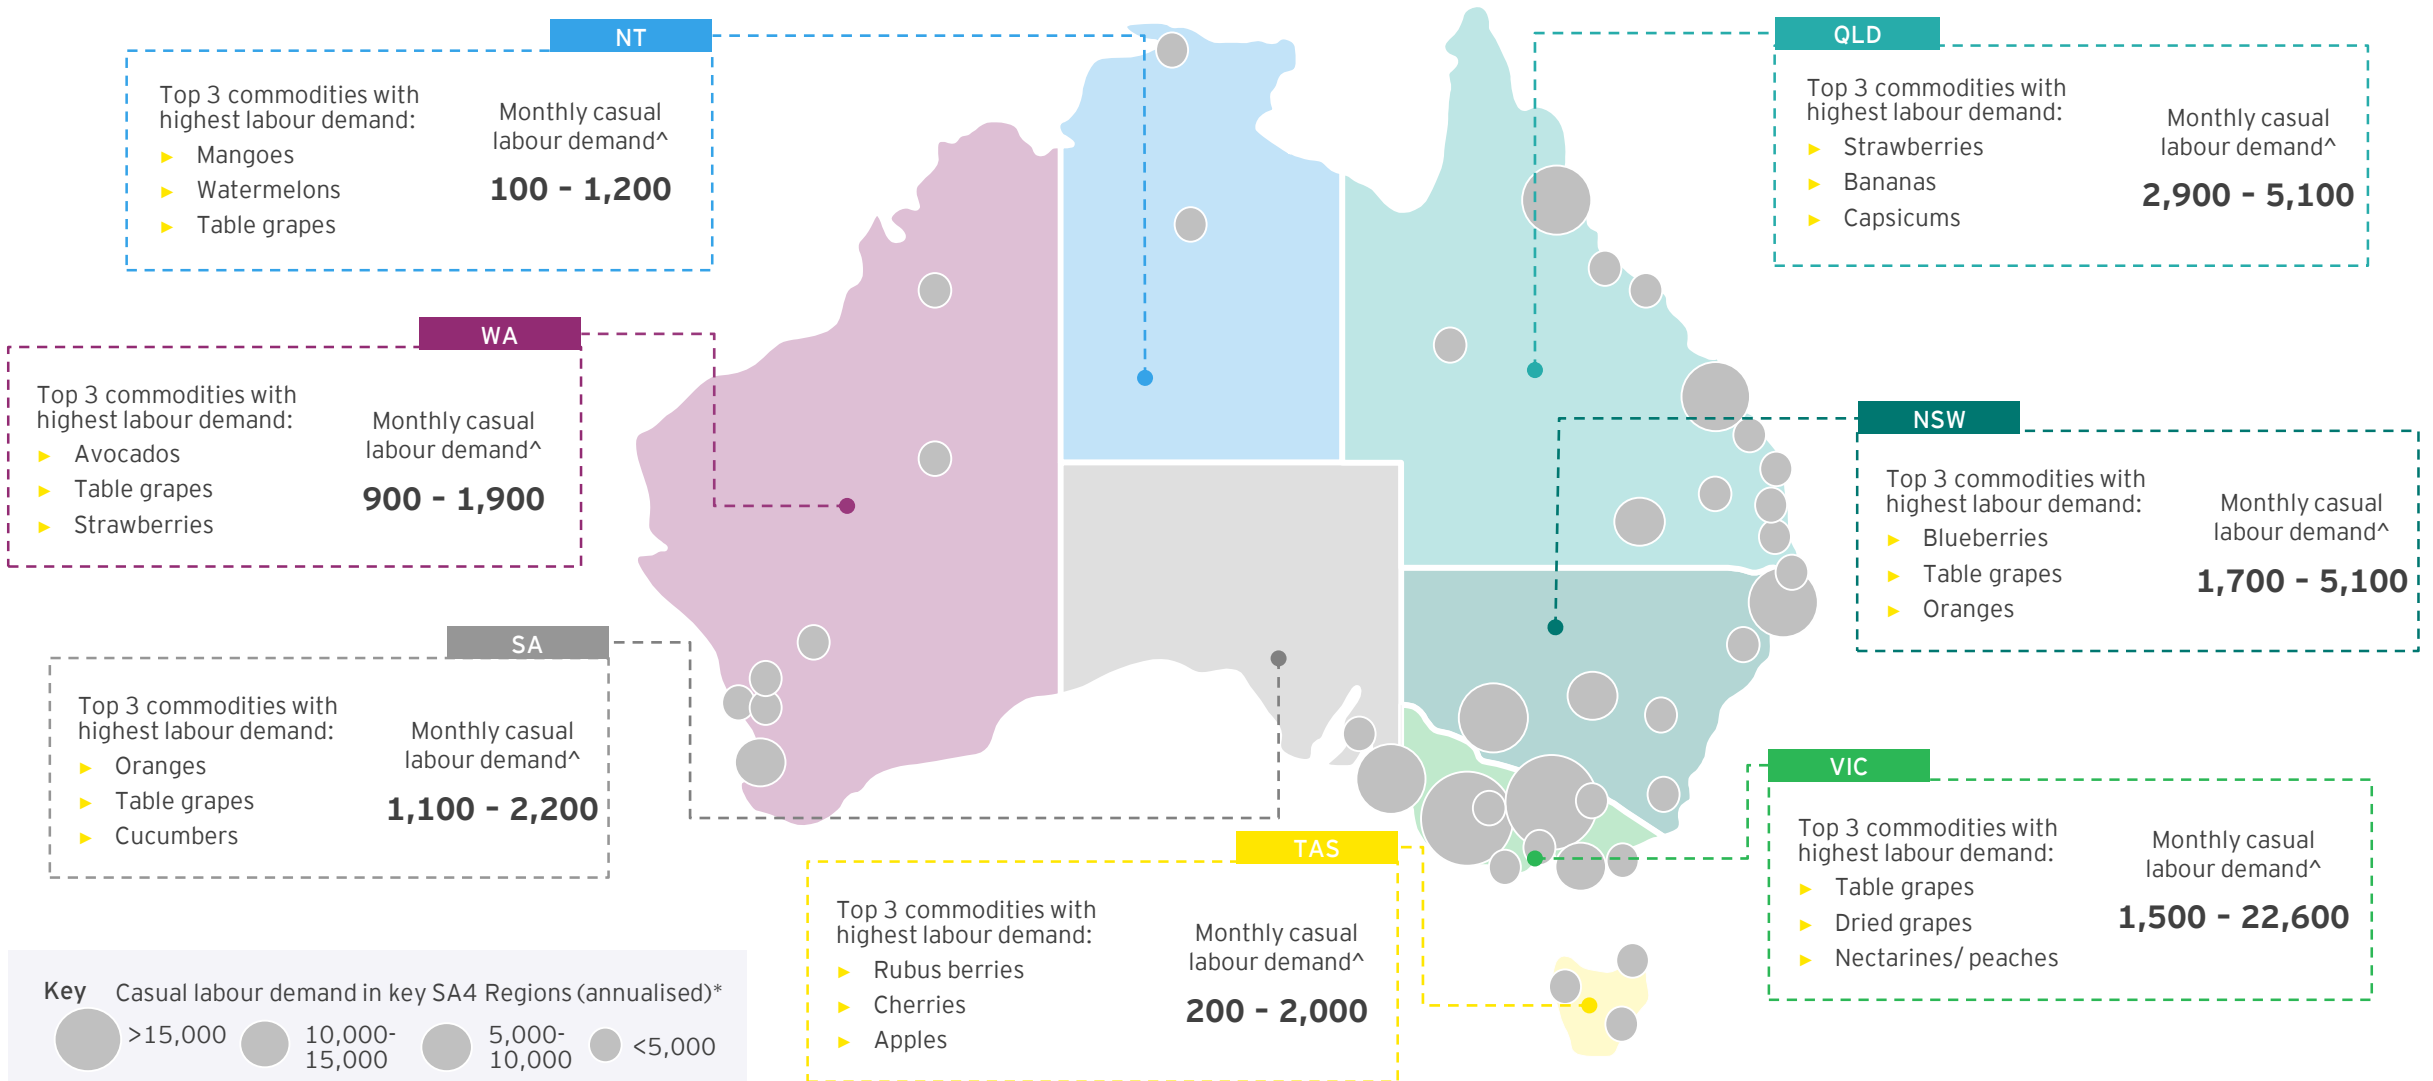 NT
Top 3 commodities with
highest labour demand:
► Mangoes
► Watermelons
► Table grapes
Monthly casual
labour demand^
100 - 1,200
QLD
Top 3 commodities with
highest labour demand:
► Strawberries
► Bananas
► Capsicums
Monthly casual
labour demand^
2,900 - 5,100
WA
Top 3 commodities with
highest labour demand:
► Avocados
► Table grapes
► Strawberries
Monthly casual
labour demand^
900 - 1,900
NSW
Top 3 commodities with
highest labour demand:
► Blueberries
► Table grapes
► Oranges
Monthly casual
labour demand^
1,700 - 5,100
SA
Top 3 commodities with
highest labour demand:
► Oranges
► Table grapes
► Cucumbers
Monthly casual
labour demand^
1,100 - 2,200
VIC
Top 3 commodities with
highest labour demand:
► Table grapes
► Dried grapes
► Nectarines/ peaches
Monthly casual
labour demand^
1,500 - 22,600
TAS
Top 3 commodities with
highest labour demand:
► Rubus berries
► Cherries
► Apples
Monthly casual
labour demand^
200 - 2,000
Key Casual labour demand in key SA4 Regions (annualised)*
>15,000
10,000-
15,000
5,000-
10,000
<5,000